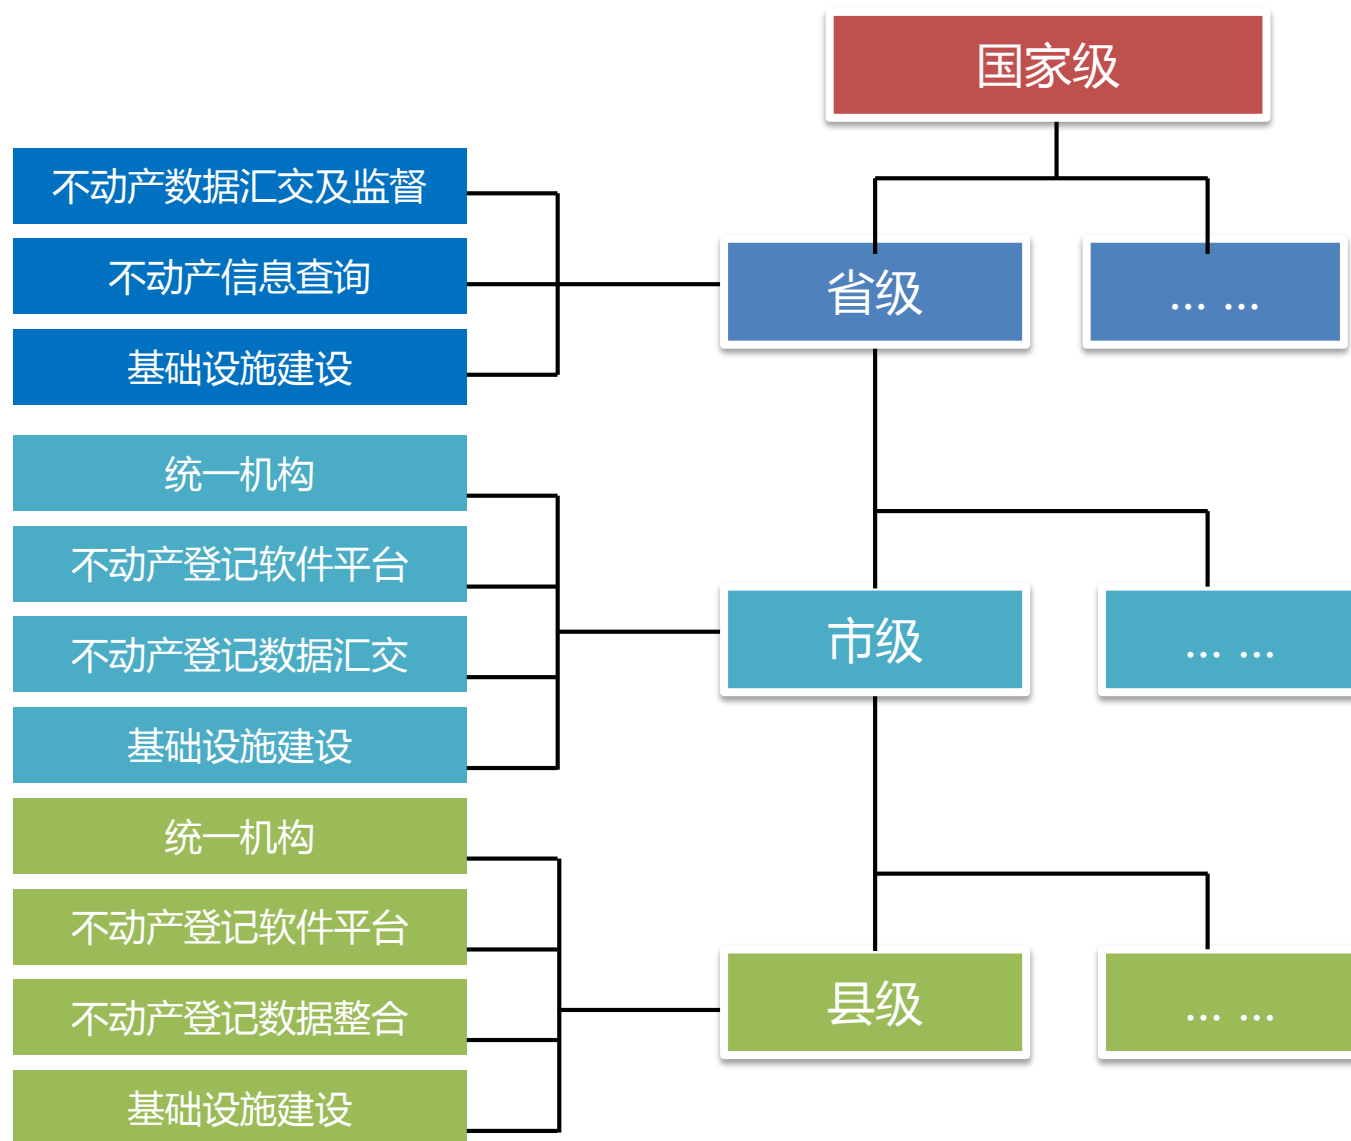 国家级
不动产数据汇交及监督
不动产信息查询
基础设施建设
省级
... ...
统一机构
不动产登记软件平台
不动产登记数据汇交
基础设施建设
市级
... ...
统一机构
不动产登记软件平台
不动产登记数据整合
基础设施建设
县级
... ...